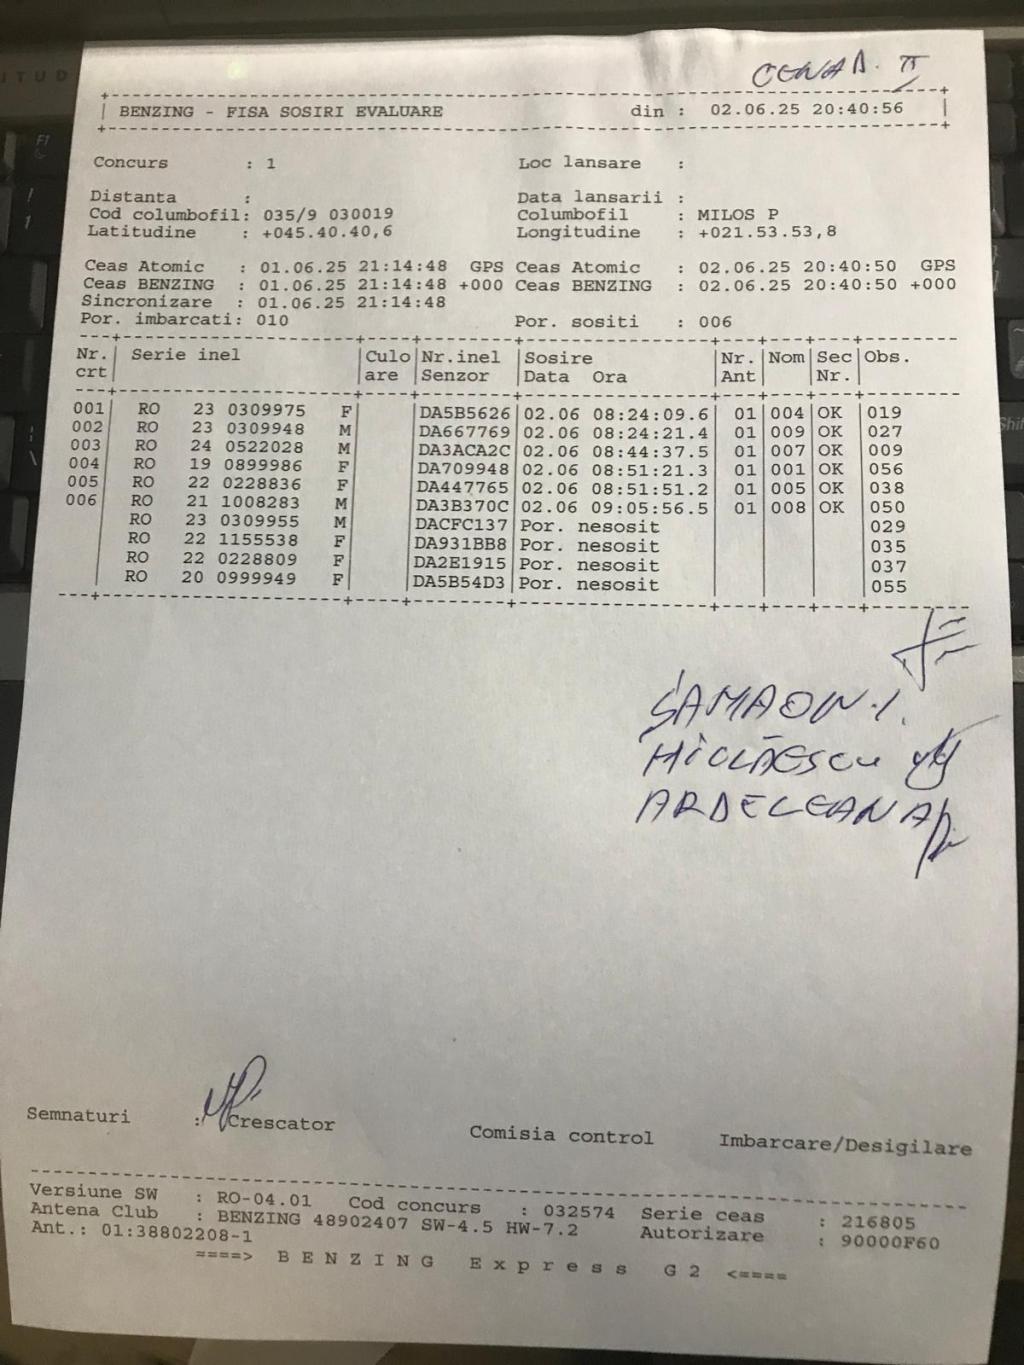 CENAD. II
BENZING - FISA SOSIRI EVALUARE din : 02.06.25 20:40:56
Concurs : 1 Loc lansare :
Distanta : Data lansarii :
Cod columbofil: 035/9 030019 Columbofil : MILOS P
Latitudine : +045.40.40,6 Longitudine : +021.53.53,8
Ceas Atomic : 01.06.25 21:14:48 GPS Ceas Atomic : 02.06.25 20:40:50 GPS
Ceas BENZING : 01.06.25 21:14:48 +000 Ceas BENZING : 02.06.25 20:40:50 +000
Sincronizare : 01.06.25 21:14:48
Por. imbarcati: 010 Por. sositi : 006
Nr. Serie inel Culo Nr.inel Sosire Nr. Nom Sec Obs.
crt are Senzor Data Ora Ant Nr.
001 RO 23 0309975 F DA5B5626 02.06 08:24:09.6 01 004 OK 019
002 RO 23 0309948 M DA667769 02.06 08:24:21.4 01 009 OK 027
003 RO 24 0522028 M DA3ACA2C 02.06 08:44:37.5 01 007 OK 009
004 RO 19 0899986 F DA709948 02.06 08:51:21.3 01 001 OK 056
005 RO 22 0228836 F DA447765 02.06 08:51:51.2 01 005 OK 038
006 RO 21 1008283 M DA3B370C 02.06 09:05:56.5 01 008 OK 050
RO 23 0309955 M DACFC137 Por. nesosit 029
RO 22 1155538 F DA931BB8 Por. nesosit 035
RO 22 0228809 F DA2E1915 Por. nesosit 037
RO 20 0999949 F DA5B54D3 Por. nesosit 055
ARDELEAN A
Semnaturi : Crescator Comisia control Imbarcare/Desigilare
Versiune SW : RO-04.01 Cod concurs : 032574 Serie ceas : 216805
Antena Club : BENZING 48902407 SW-4.5 HW-7.2 Autorizare : 90000F60
Ant.: 01:38802208-1
====> B E N Z I N G E x p r e s s G 2 <====